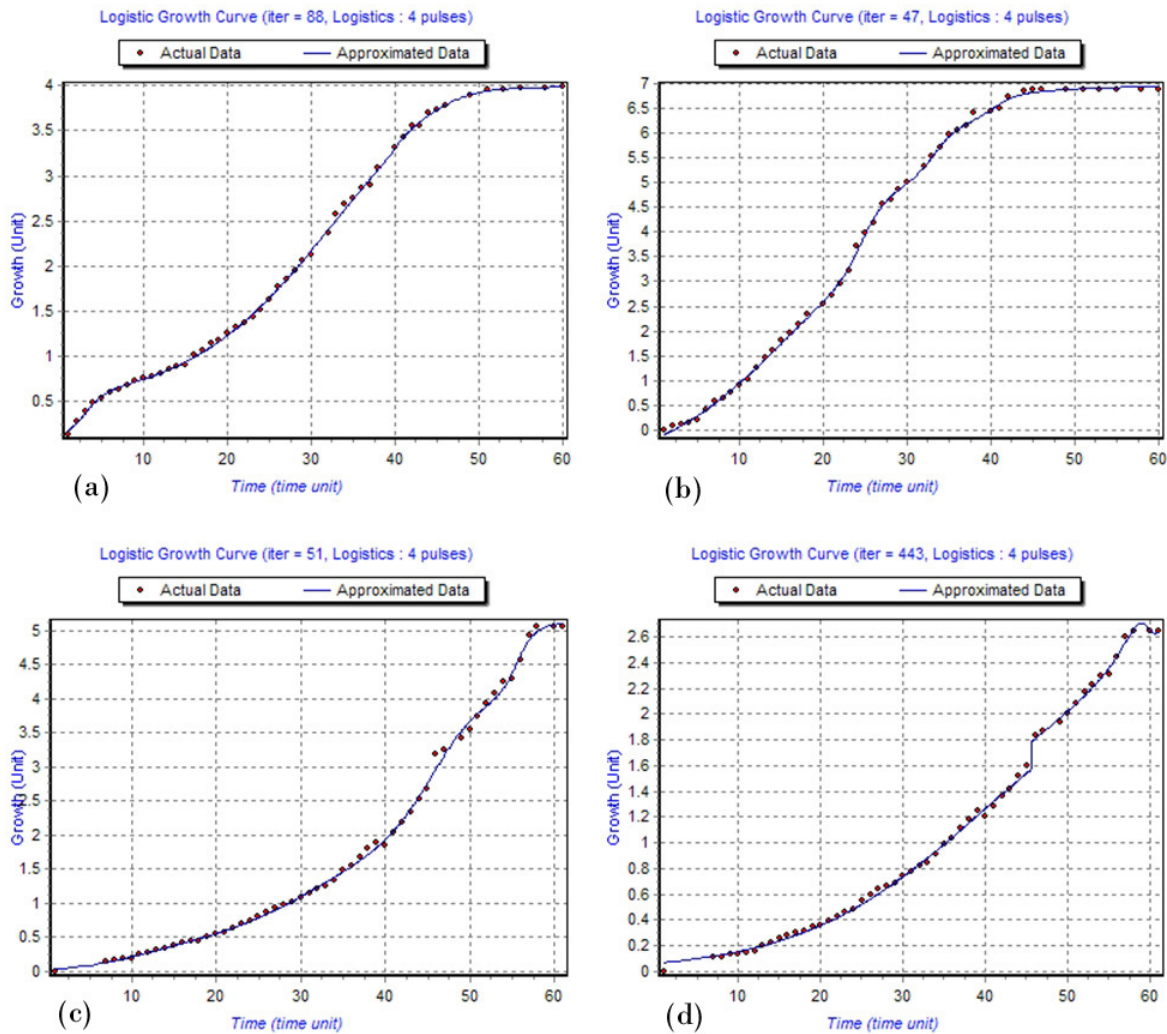 Logistic Growth Curve (iter = 88, Logistics : 4 pulses)
Actual Data Approximated Data
4
3.5
3
2.5
2
1.5
1
0.5
Growth (Unit)
10 20 30 40 50 60
Time (time unit)
(a)
Logistic Growth Curve (iter = 47, Logistics : 4 pulses)
Actual Data Approximated Data
7
6.5
6
5.5
5
4.5
4
3.5
3
2.5
2
1.5
1
0.5
0
Growth (Unit)
10 20 30 40 50 60
Time (time unit)
(b)
Logistic Growth Curve (iter = 51, Logistics : 4 pulses)
Actual Data Approximated Data
5
4.5
4
3.5
3
2.5
2
1.5
1
0.5
0
Growth (Unit)
10 20 30 40 50 60
Time (time unit)
(c)
Logistic Growth Curve (iter = 443, Logistics : 4 pulses)
Actual Data Approximated Data
2.6
2.4
2.2
2
1.8
1.6
1.4
1.2
1
0.8
0.6
0.4
0.2
0
Growth (Unit)
10 20 30 40 50 60
Time (time unit)
(d)